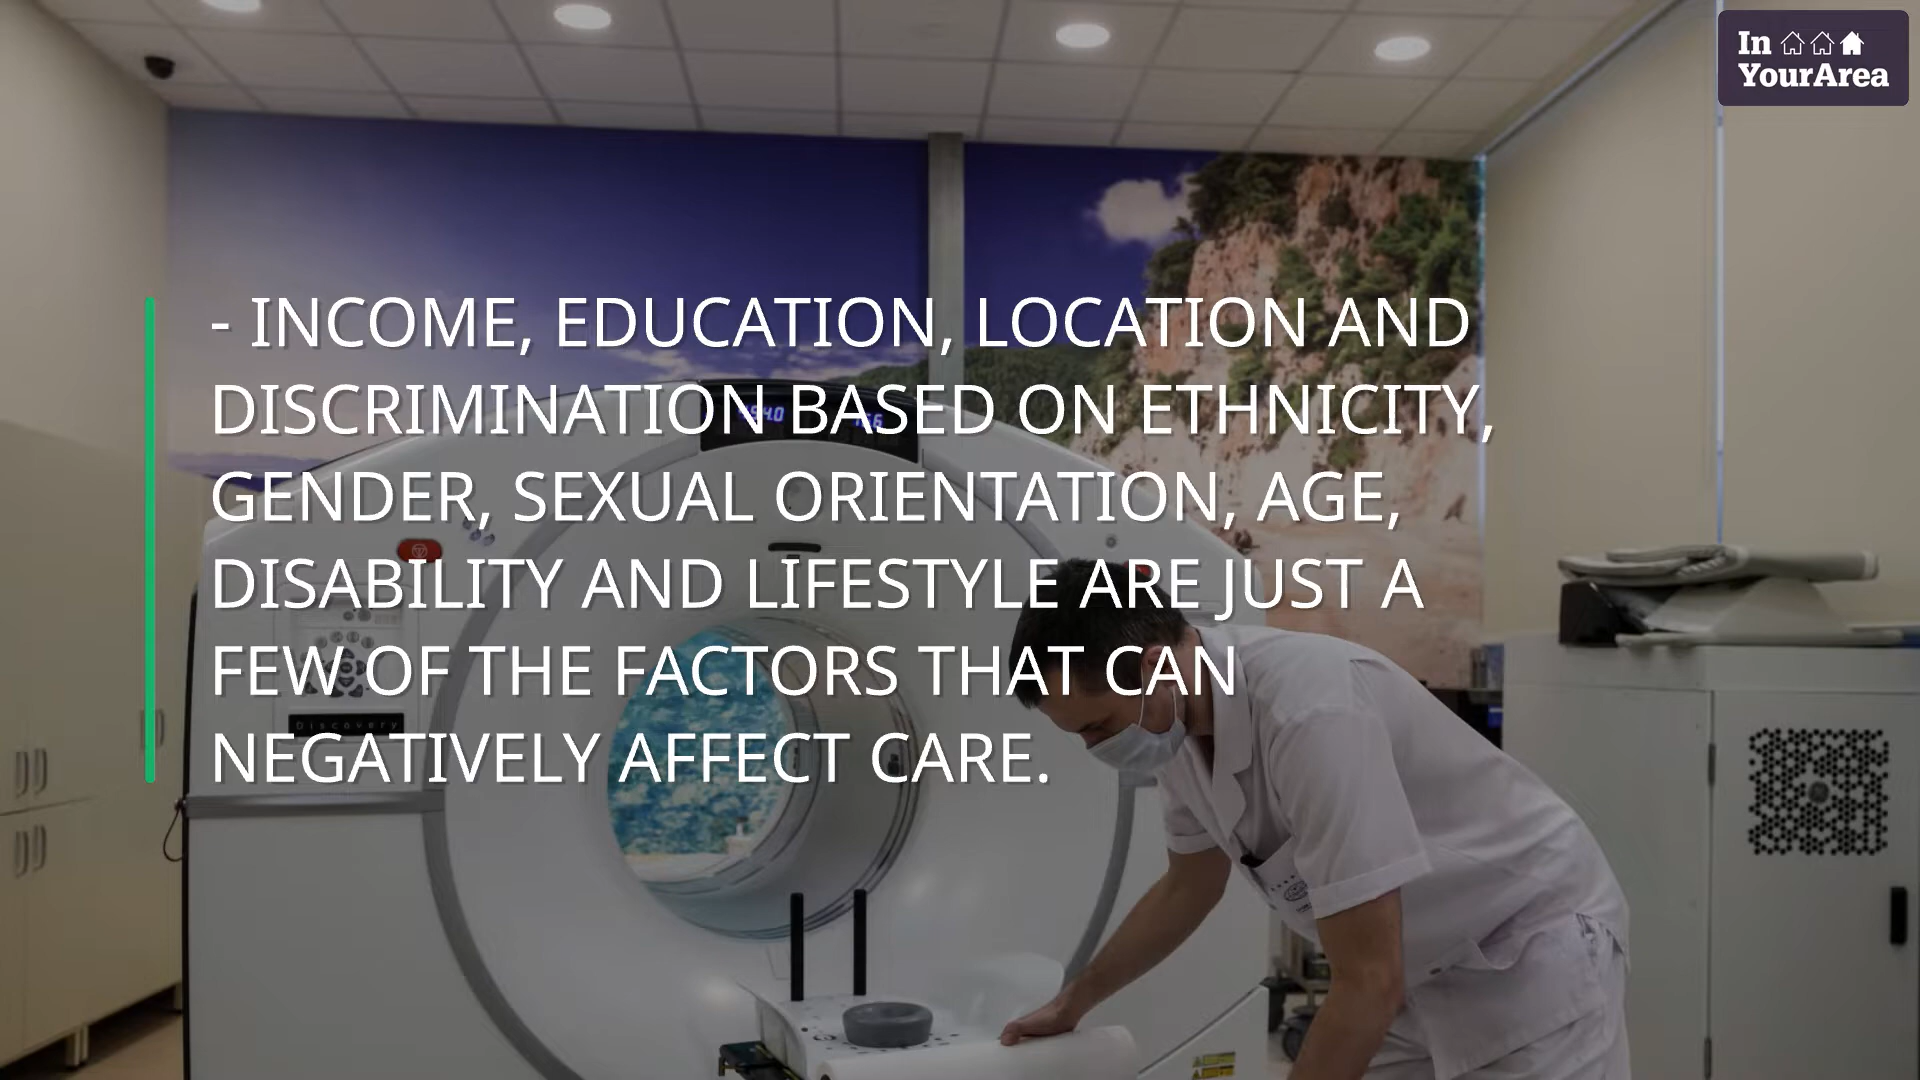 In
YourArea
- INCOME, EDUCATION, LOCATION AND
DISCRIMINATION BASED ON ETHNICITY,
GENDER, SEXUAL ORIENTATION, AGE,
DISABILITY AND LIFESTYLE ARE JUST A
FEW OF THE FACTORS THAT CAN
NEGATIVELY AFFECT CARE.
Discovery